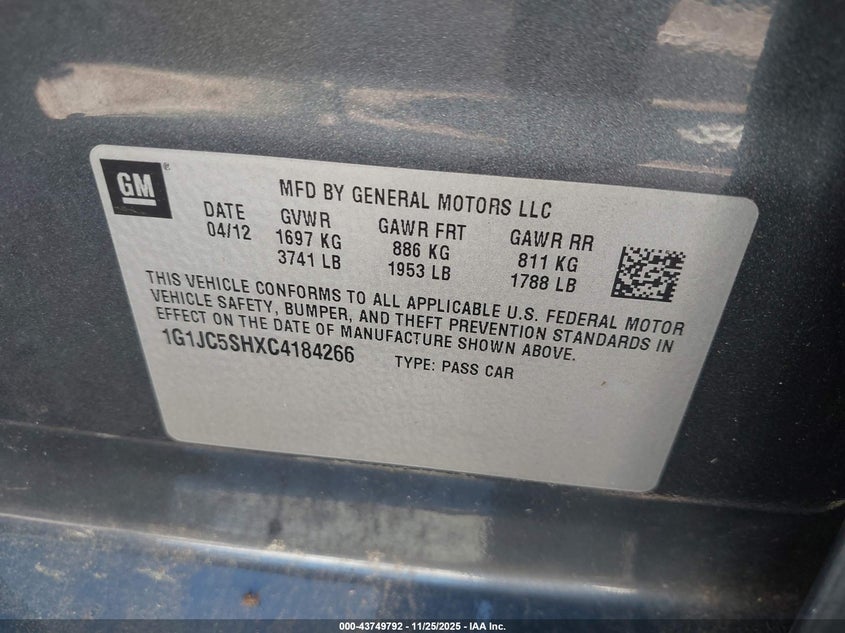 GM ®
MFD BY GENERAL MOTORS LLC
DATE GVWR GAWR FRT GAWR RR
04/12 1697 KG 886 KG 811 KG
3741 LB 1953 LB 1788 LB
THIS VEHICLE CONFORMS TO ALL APPLICABLE U.S. FEDERAL MOTOR
VEHICLE SAFETY, BUMPER, AND THEFT PREVENTION STANDARDS IN
EFFECT ON THE DATE OF MANUFACTURE SHOWN ABOVE.
1G1JC5SHXC4184266 TYPE: PASS CAR
000-43749792 - 11/25/2025 - IAA Inc.